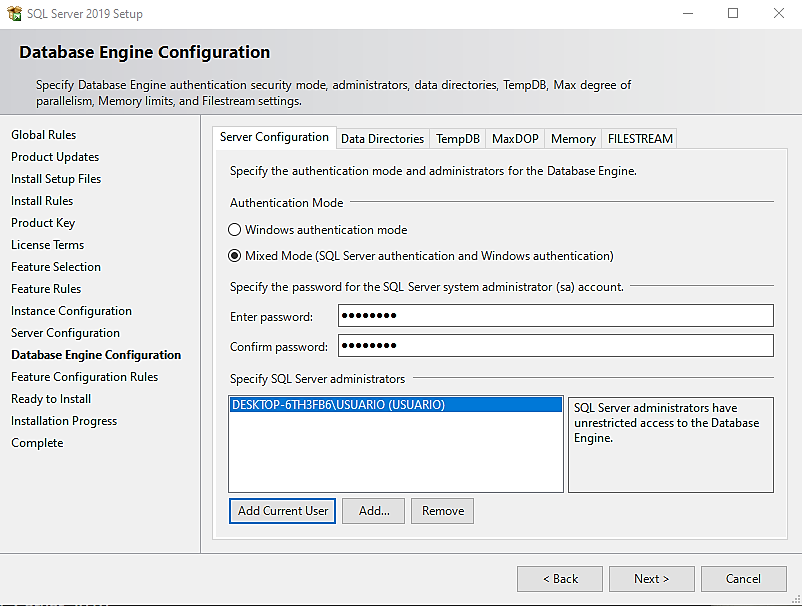 SQL Server 2019 Setup
Database Engine Configuration
Specify Database Engine authentication security mode, administrators, data directories, TempDB, Max degree of
parallelism, Memory limits, and Filestream settings.
Global Rules
Product Updates
Install Setup Files
Install Rules
Product Key
License Terms
Feature Selection
Feature Rules
Instance Configuration
Server Configuration
Database Engine Configuration
Feature Configuration Rules
Ready to Install
Installation Progress
Complete
Server Configuration Data Directories TempDB MaxDOP Memory FILESTREAM
Specify the authentication mode and administrators for the Database Engine.
Authentication Mode
Windows authentication mode
Mixed Mode (SQL Server authentication and Windows authentication)
Specify the password for the SQL Server system administrator (sa) account.
Enter password: ●●●●●●●●
Confirm password: ●●●●●●●●
Specify SQL Server administrators
DESKTOP-6TH3FB6\USUARIO (USUARIO)
SQL Server administrators have
unrestricted access to the Database
Engine.
Add Current User Add... Remove
< Back Next > Cancel